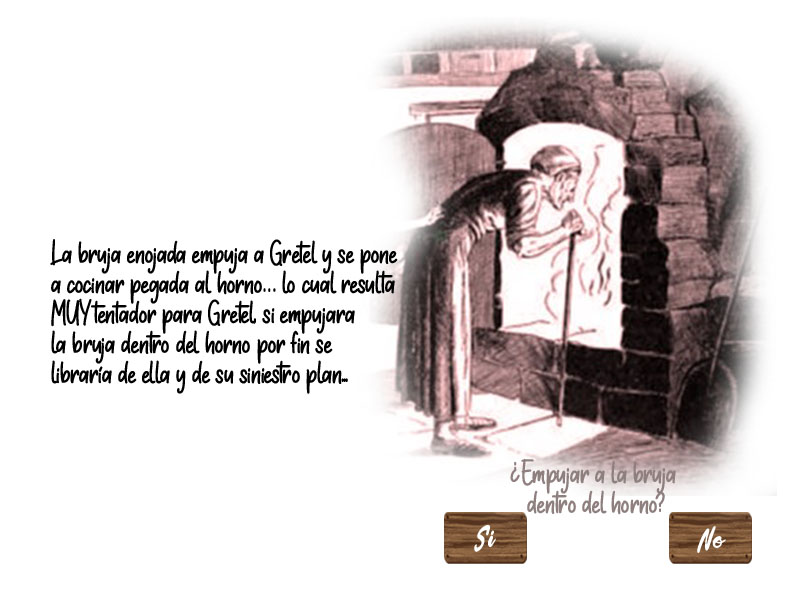 La bruja enojada empuja a Gretel y se pone
a cocinar pegada al horno... lo cual resulta
MUY tentador para Gretel, si empujara
la bruja dentro del horno por fin se
libraría de ella y de su siniestro plan..
¿Empujar a la bruja
dentro del horno?
Si
No